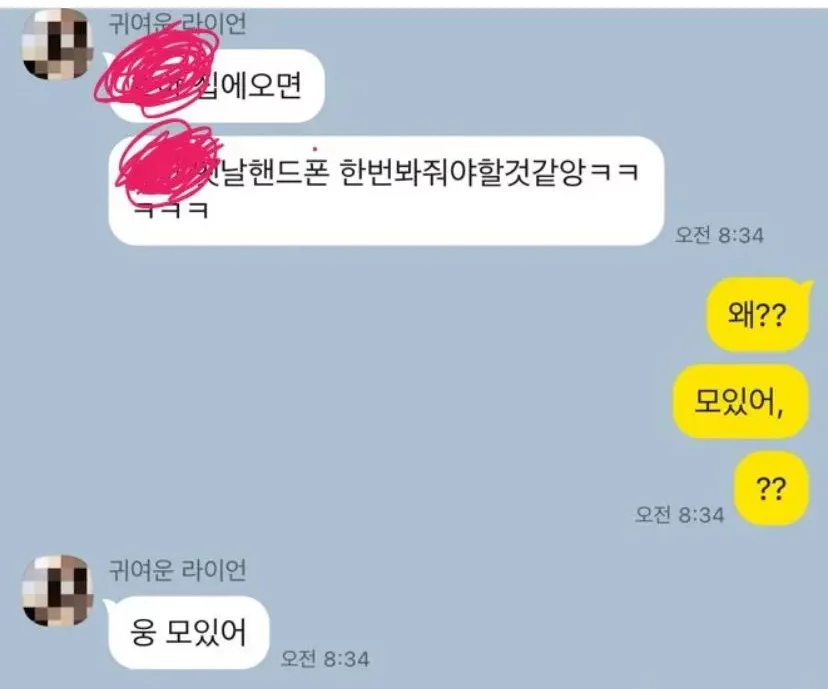 귀여운 라이언
집에오면
옛날핸드폰 한번봐줘야할것같앙ㅋㅋ
ㅋㅋㅋ
오전 8:34
왜??
모있어,
??
오전 8:34
귀여운 라이언
웅 모있어
오전 8:34